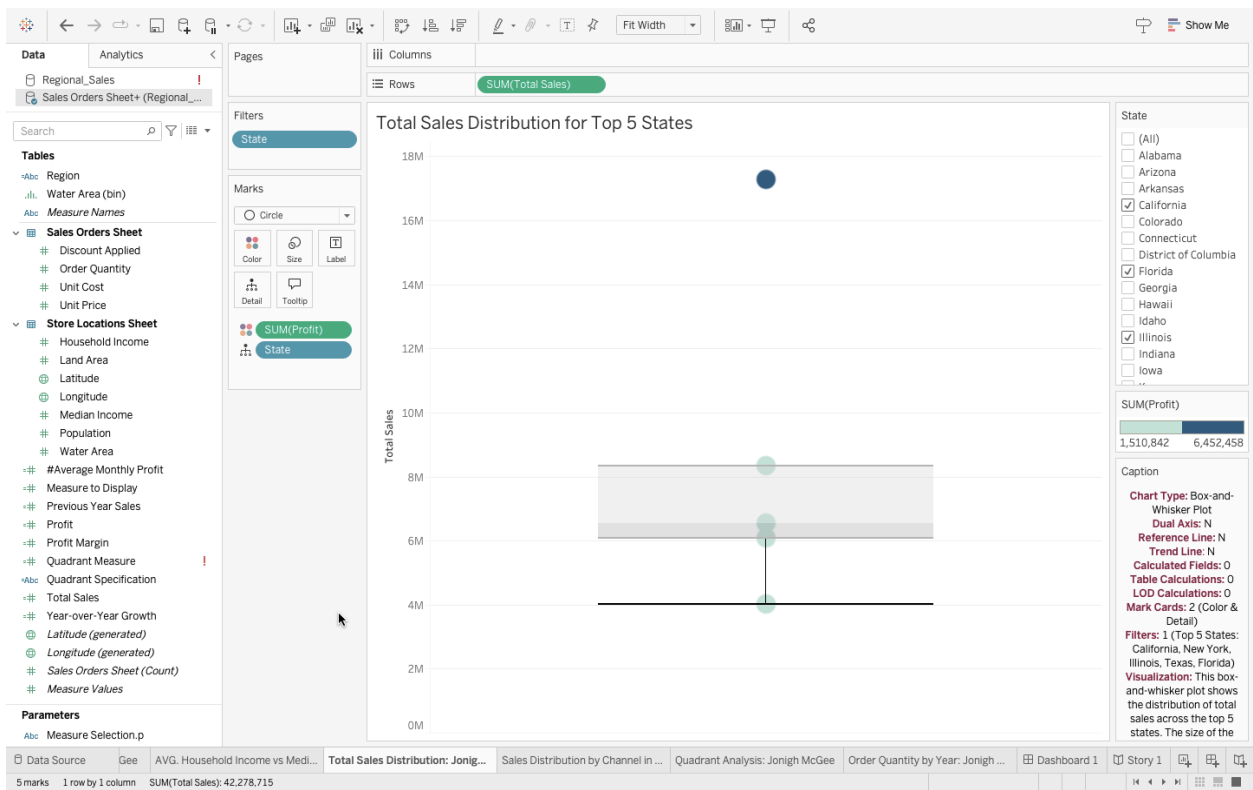 Fit Width
Show Me
Data
Analytics
Regional_Sales
!
Sales Orders Sheet+ (Regional_...
Search
Tables
=Abc Region
Water Area (bin)
Abc Measure Names
Sales Orders Sheet
# Discount Applied
# Order Quantity
# Unit Cost
# Unit Price
Store Locations Sheet
# Household Income
# Land Area
Latitude
Longitude
# Median Income
# Population
# Water Area
=# #Average Monthly Profit
=# Measure to Display
=# Previous Year Sales
=# Profit
=# Profit Margin
=# Quadrant Measure !
=Abc Quadrant Specification
=# Total Sales
=# Year-over-Year Growth
Latitude (generated)
Longitude (generated)
# Sales Orders Sheet (Count)
# Measure Values
Parameters
Abc Measure Selection.p
Pages
Filters
State
Marks
Circle
Color
Size
Label
Detail
Tooltip
SUM(Profit)
State
Columns
Rows
SUM(Total Sales)
Total Sales Distribution for Top 5 States
18M
16M
14M
12M
10M
8M
6M
4M
2M
0M
Total Sales
State
(All)
Alabama
Arizona
Arkansas
California
Colorado
Connecticut
District of Columbia
Florida
Georgia
Hawaii
Idaho
Illinois
Indiana
Iowa
SUM(Profit)
1,510,842 6,452,458
Caption
Chart Type: Box-and-
Whisker Plot
Dual Axis: N
Reference Line: N
Trend Line: N
Calculated Fields: 0
Table Calculations: 0
LOD Calculations: 0
Mark Cards: 2 (Color &
Detail)
Filters: 1 (Top 5 States:
California, New York,
Illinois, Texas, Florida)
Visualization: This box-
and-whisker plot shows
the distribution of total
sales across the top 5
states. The size of the
Data Source
Gee
AVG. Household Income vs Medi...
Total Sales Distribution: Jonig...
Sales Distribution by Channel in ...
Quadrant Analysis: Jonigh McGee
Order Quantity by Year: Jonigh ...
Dashboard 1
Story 1
5 marks 1 row by 1 column SUM(Total Sales): 42,278,715